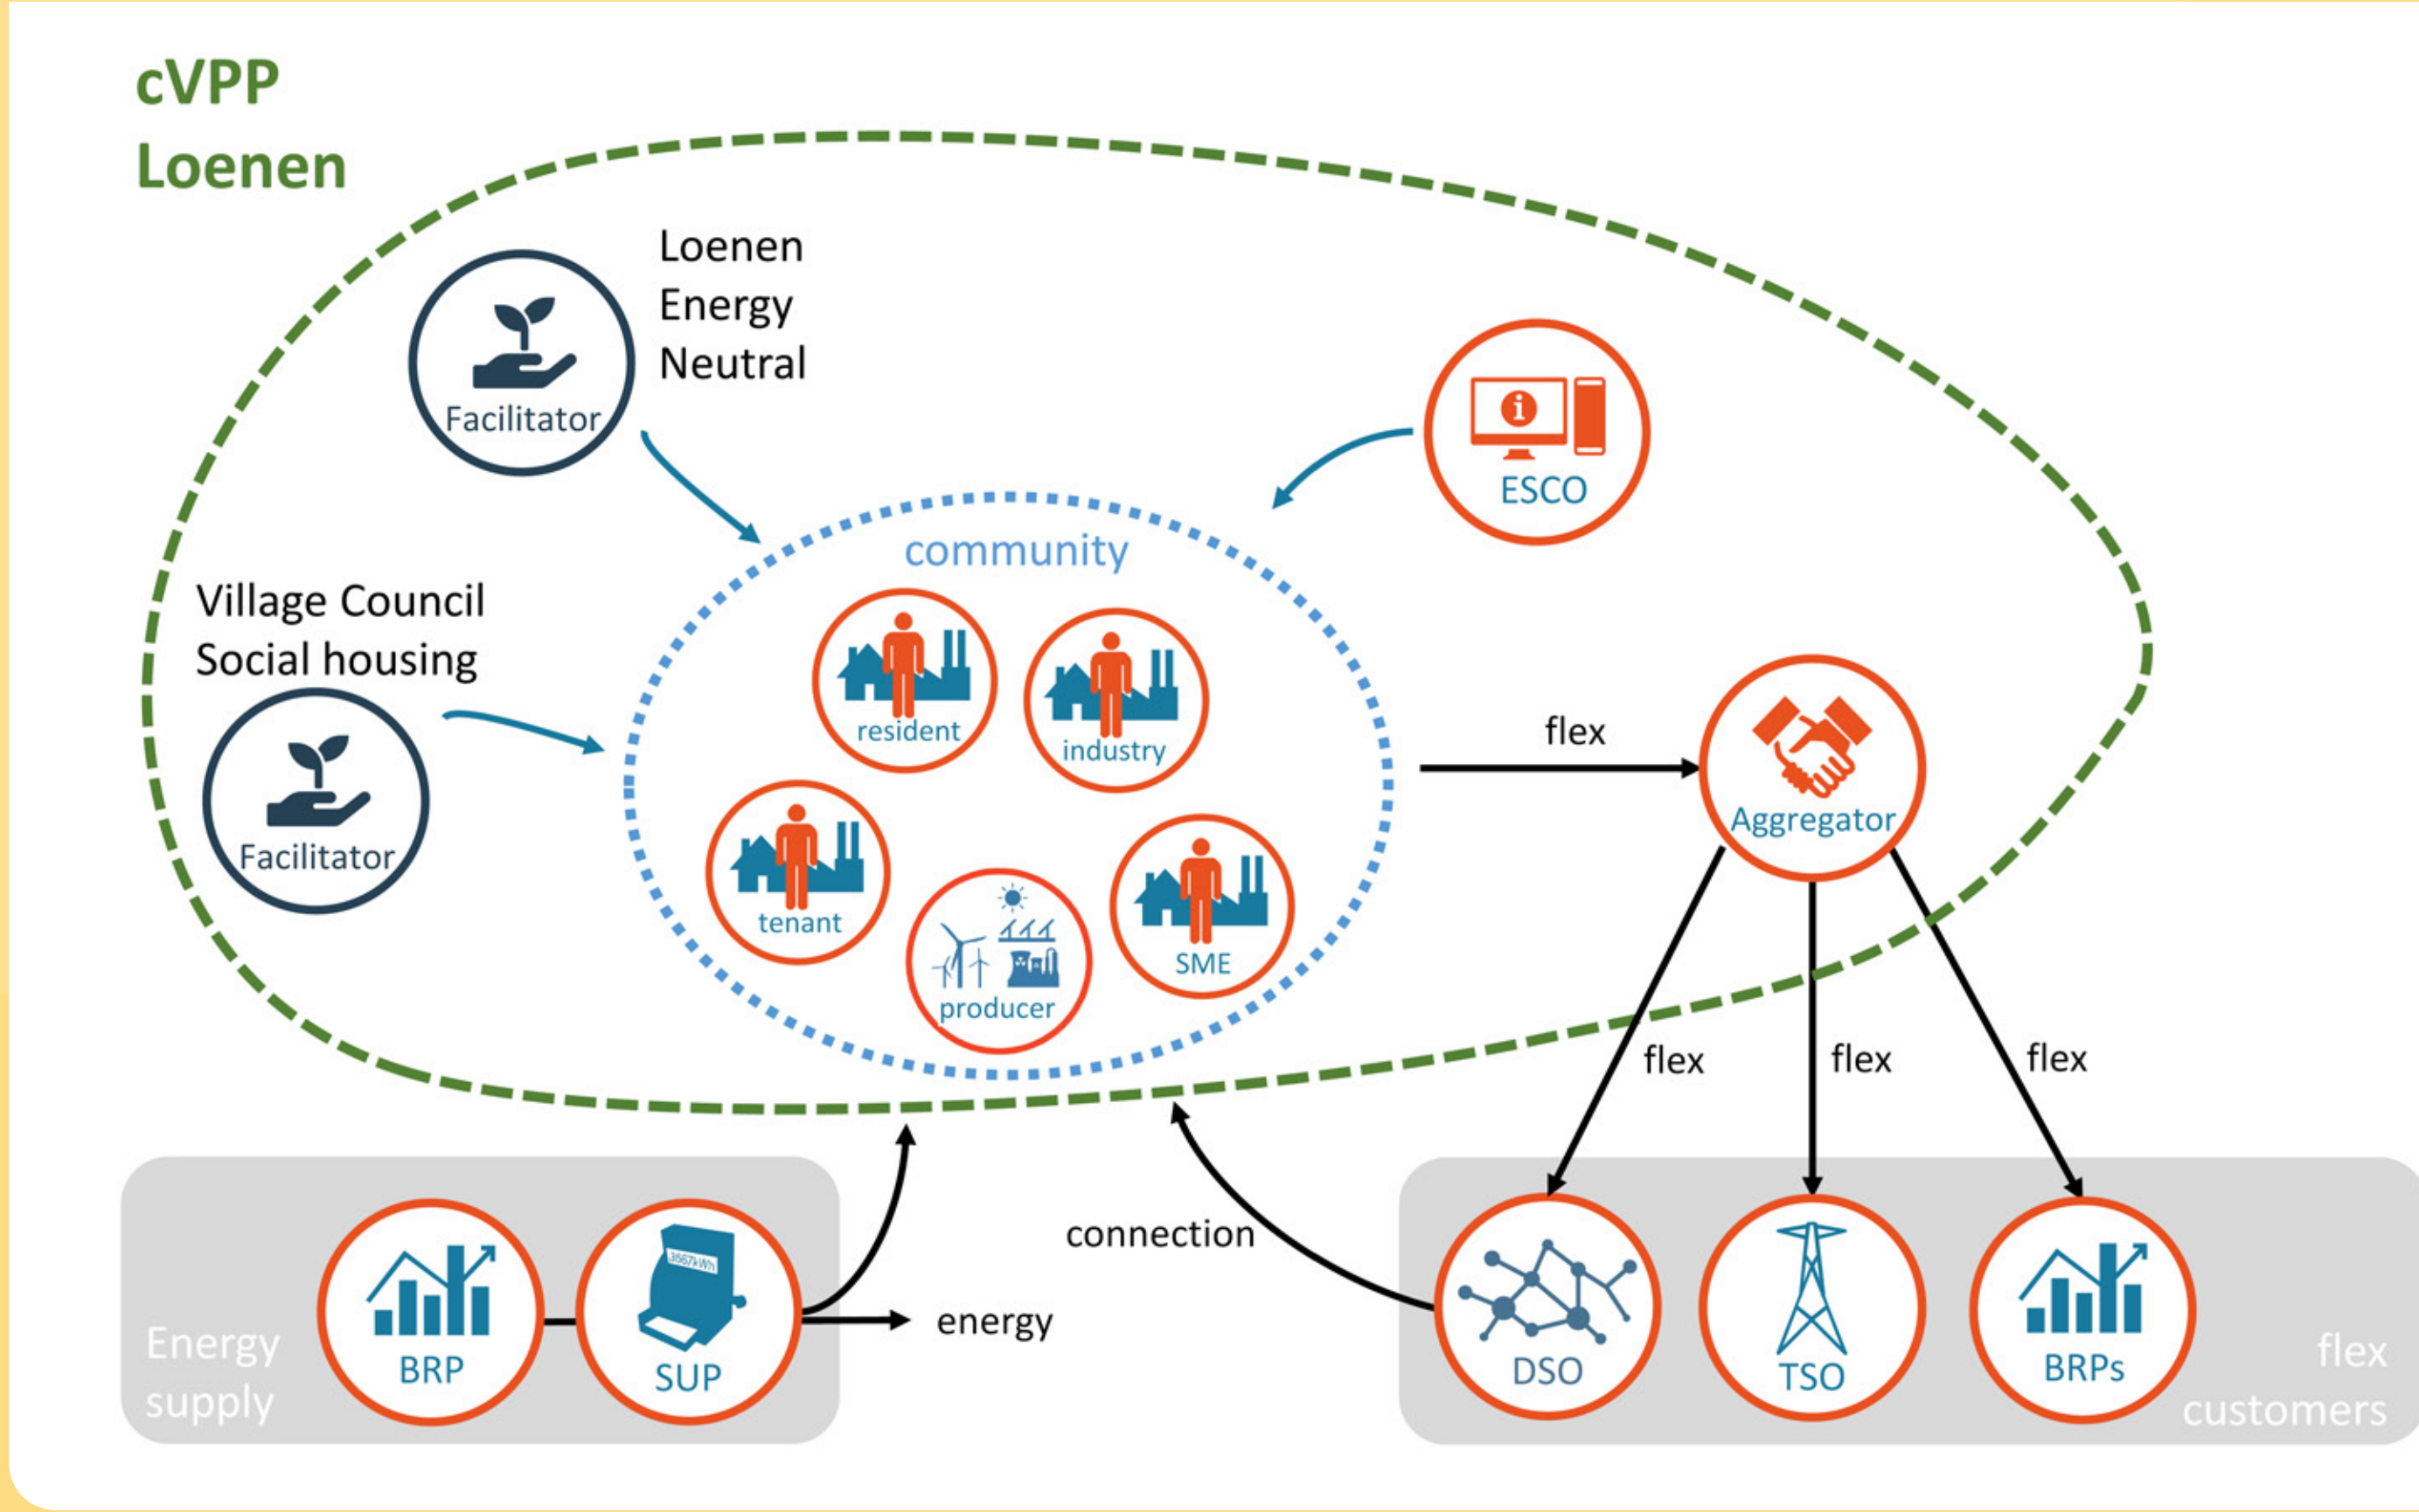 cVPP
Loenen
Loenen
Energy
Neutral
Facilitator
ESCO
community
Village Council
Social housing
Facilitator
resident
industry
tenant
SME
producer
flex
Aggregator
flex
flex
flex
connection
Energy
supply
BRP
3667kWh
SUP
energy
DSO
TSO
BRPs
flex
customers